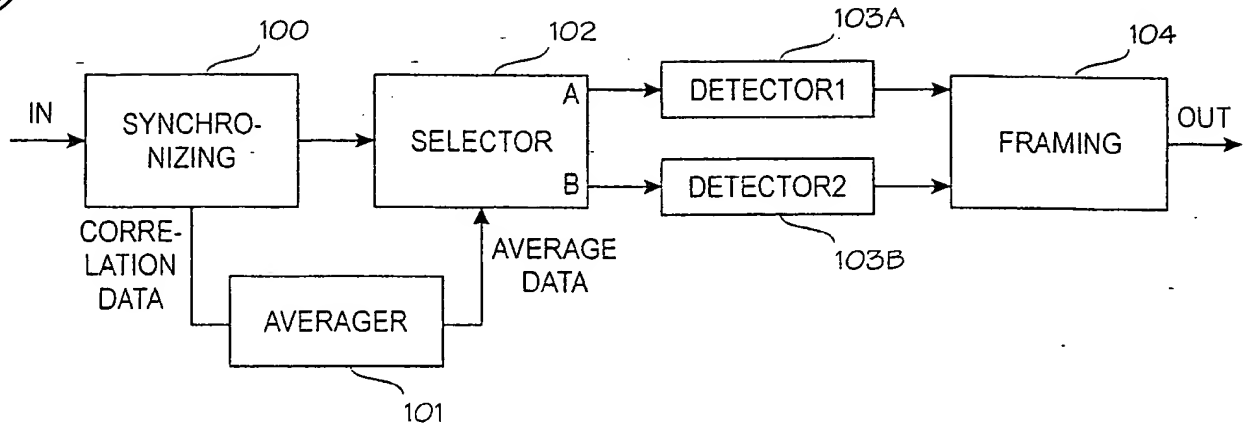 100
102
103A
104
IN
SYNCHRO-
NIZING
SELECTOR
A
B
DETECTOR1
DETECTOR2
FRAMING
OUT
CORRE-
LATION
DATA
AVERAGE
DATA
103B
AVERAGER
101